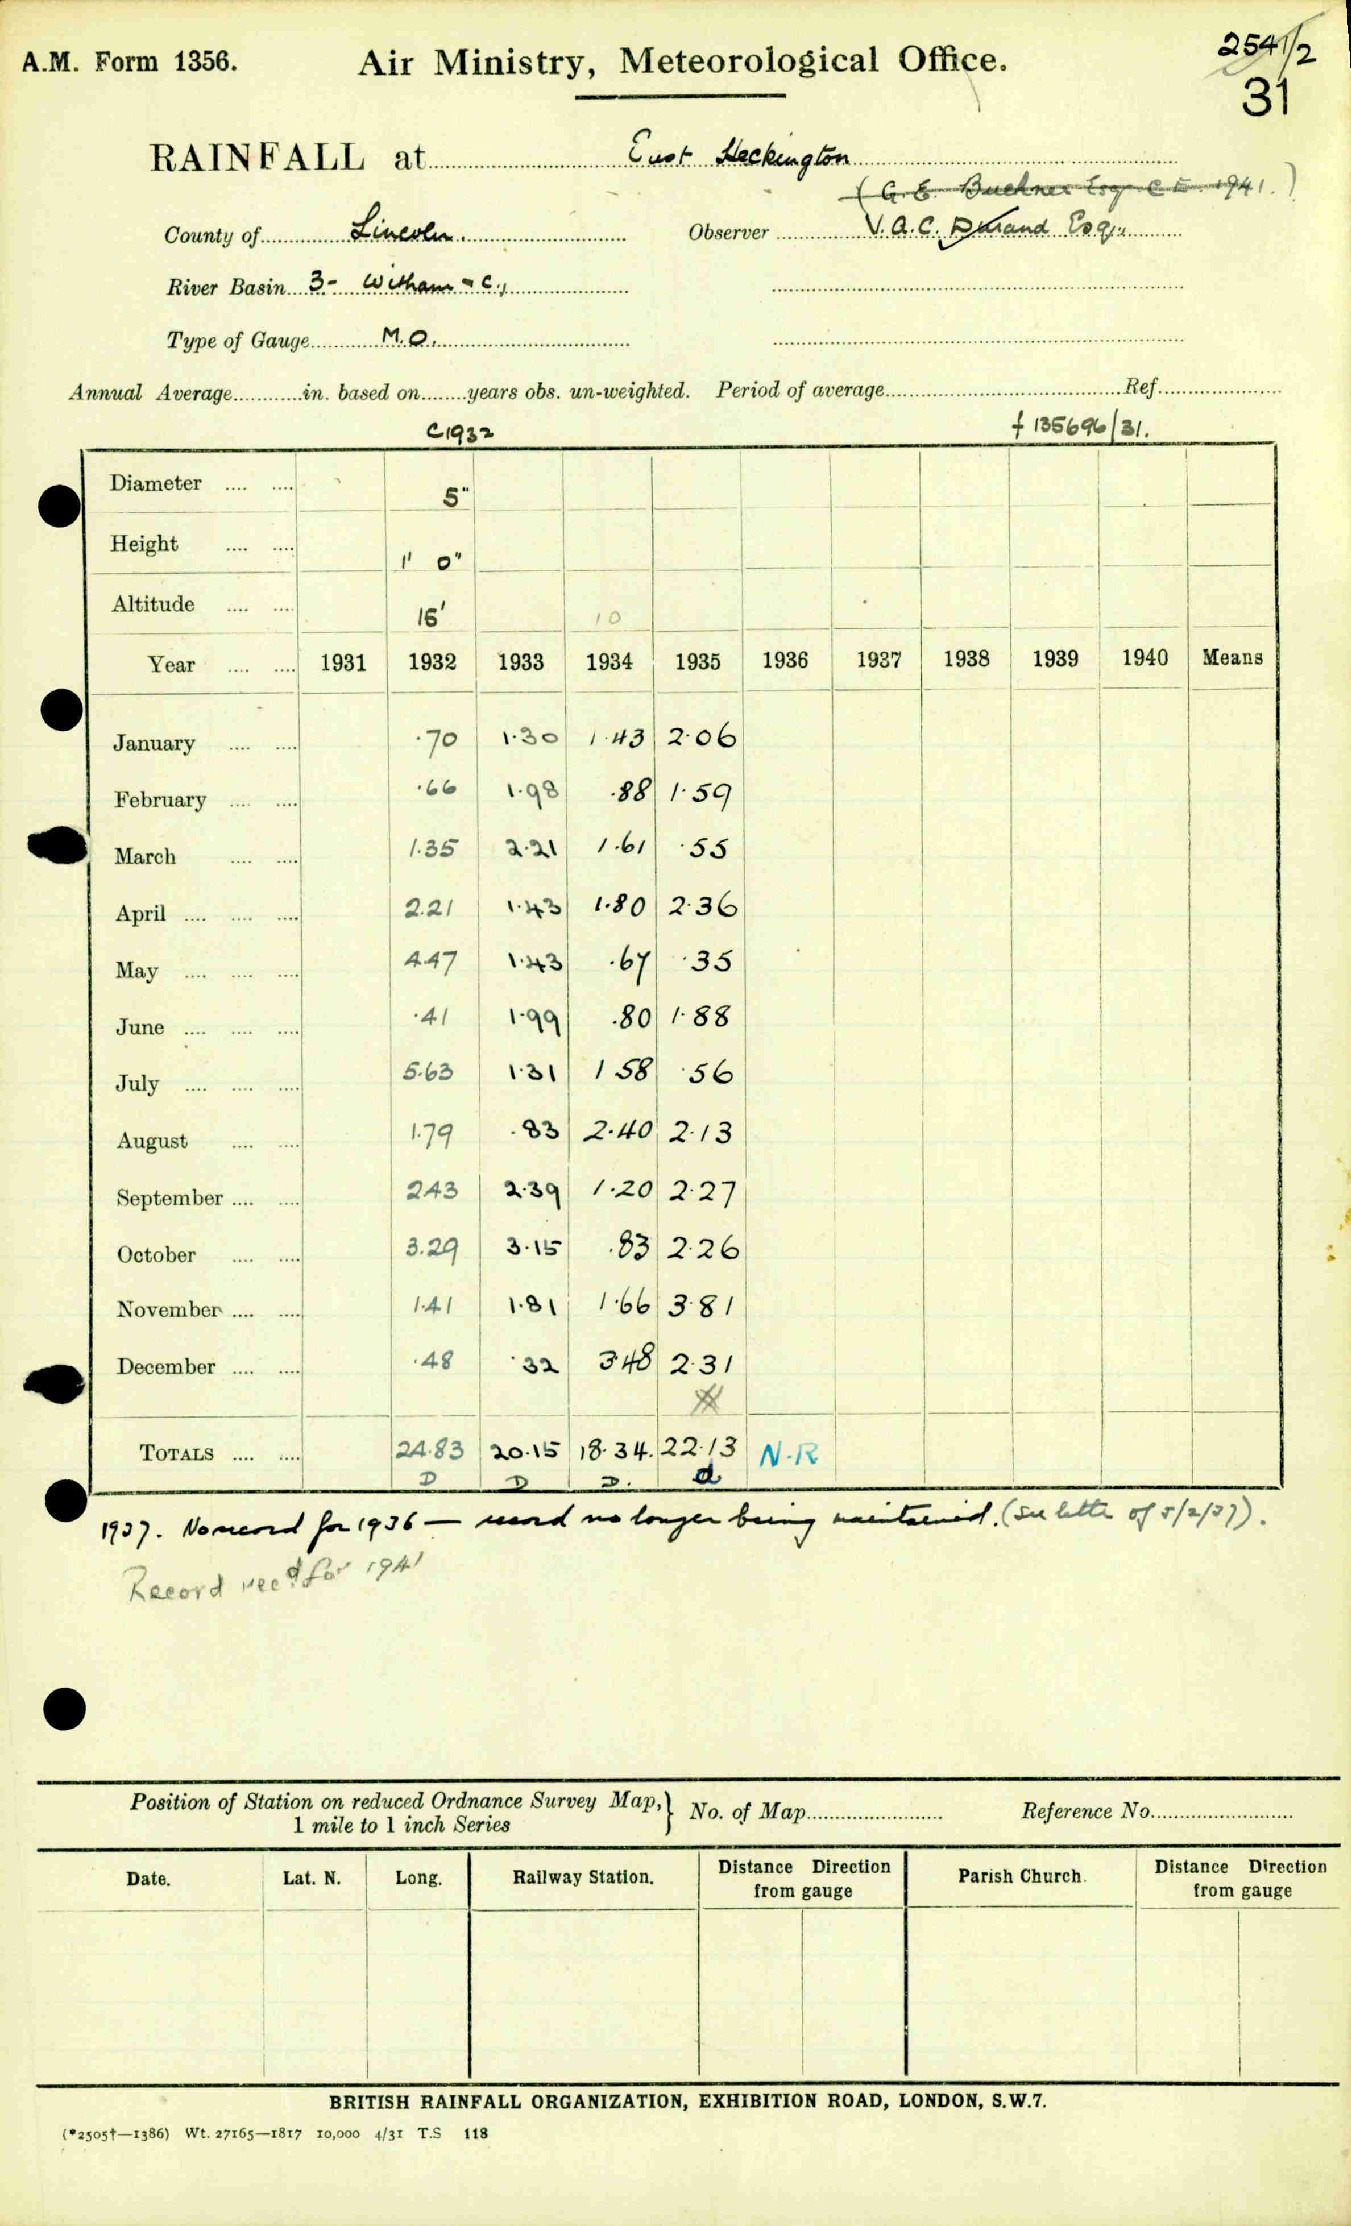 A.M. Form 1356. Air Ministry, Meteorological Office. 2541/2
31
RAINFALL at East Heckington
(G.E. Buchner Esq C.E. 1941.)
County of Lincoln. Observer V.A.C. Durand Esq.
River Basin 3- Witham - C.
Type of Gauge M.O.
Annual Average in. based on years obs. un-weighted. Period of average Ref.
C1932 f 135696/31.
Diameter 5"
Height 1' 0"
Altitude 16' 10
Year 1931 1932 1933 1934 1935 1936 1937 1938 1939 1940 Means
January .70 1.30 1.43 2.06
February .66 1.98 .88 1.59
March 1.35 2.21 1.61 .55
April 2.21 1.43 1.80 2.36
May 4.47 1.43 .67 .35
June .41 1.99 .80 1.88
July 5.63 1.31 1 58 .56
August 1.79 .83 2.40 2.13
September 2.43 2.39 1.20 2.27
October 3.29 3.15 .83 2.26
November 1.41 1.81 1.66 3.81
December .48 .32 3.48 2.31
TOTALS 24.83 20.15 18.34. 22.13 N.R
D D D. d
1937. No record for 1936 — record no longer being maintained. (See letter of 5/2/37).
Record recd for 1941
Position of Station on reduced Ordnance Survey Map, } No. of Map Reference No.
1 mile to 1 inch Series
Date. Lat. N. Long. Railway Station. Distance Direction from gauge Parish Church. Distance Direction from gauge
BRITISH RAINFALL ORGANIZATION, EXHIBITION ROAD, LONDON, S.W.7.
(*2505†—1386) Wt. 27165—1817 10,000 4/31 T.S 118